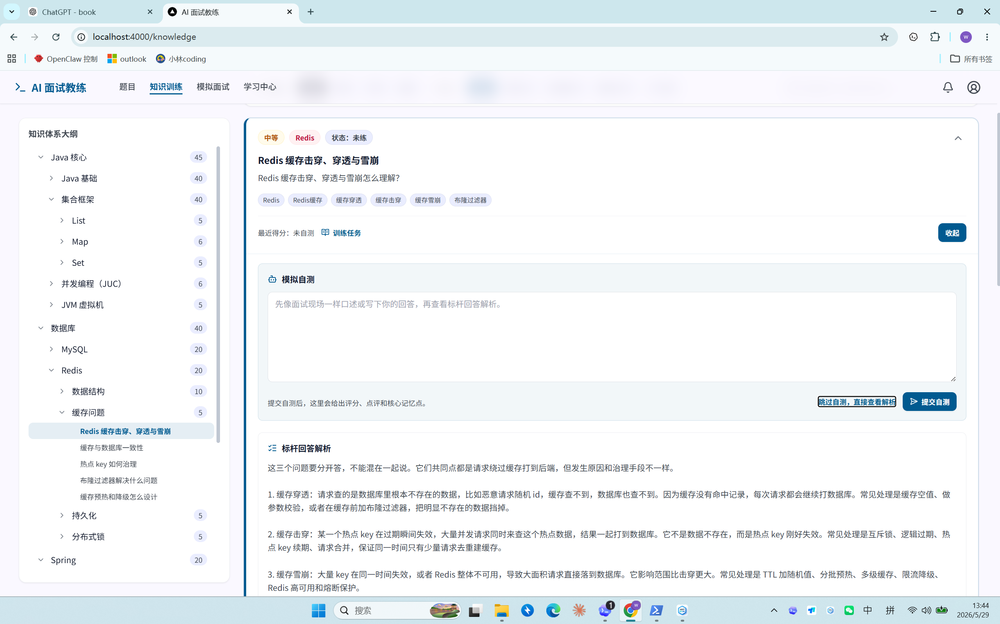 ChatGPT - book
AI 面试教练
localhost:4000/knowledge
W
OpenClaw 控制
outlook
小林coding
所有书签
AI 面试教练
题目
知识训练
模拟面试
学习中心
知识体系大纲
Java 核心 45
Java 基础 40
集合框架 40
List 5
Map 6
Set 5
并发编程（JUC） 6
JVM 虚拟机 5
数据库 40
MySQL 20
Redis 20
数据结构 10
缓存问题 5
Redis 缓存击穿、穿透与雪崩
缓存与数据库一致性
热点 key 如何治理
布隆过滤器解决什么问题
缓存预热和降级怎么设计
持久化 5
分布式锁 5
Spring 20
中等 Redis 状态：未练
Redis 缓存击穿、穿透与雪崩
Redis 缓存击穿、穿透与雪崩怎么理解？
Redis Redis缓存 缓存穿透 缓存击穿 缓存雪崩 布隆过滤器
最近得分：未自测 训练任务
收起
模拟自测
先像面试现场一样口述或写下你的回答，再查看标杆回答解析。
提交自测后，这里会给出评分、点评和核心记忆点。
跳过自测，直接查看解析
提交自测
标杆回答解析
这三个问题要分开答，不能混在一起说。它们共同点都是请求绕过缓存打到后端，但发生原因和治理手段不一样。
1. 缓存穿透：请求查的是数据库里根本不存在的数据，比如恶意请求随机 id，缓存查不到，数据库也查不到。因为缓存没有命中记录，每次请求都会继续打数据库。常见处理是缓存空值、做
参数校验，或者在缓存前加布隆过滤器，把明显不存在的数据挡掉。
2. 缓存击穿：某一个热点 key 在过期瞬间失效，大量并发请求同时来查这个热点数据，结果一起打到数据库。它不是数据不存在，而是热点 key 刚好失效。常见处理是互斥锁、逻辑过期、热
点 key 续期、请求合并，保证同一时间只有少量请求去重建缓存。
3. 缓存雪崩：大量 key 在同一时间失效，或者 Redis 整体不可用，导致大面积请求直接落到数据库。它影响范围比击穿更大。常见处理是 TTL 加随机值、分批预热、多级缓存、限流降级、
Redis 高可用和熔断保护。
搜索
1
W
中
拼
13:44
2026/5/29